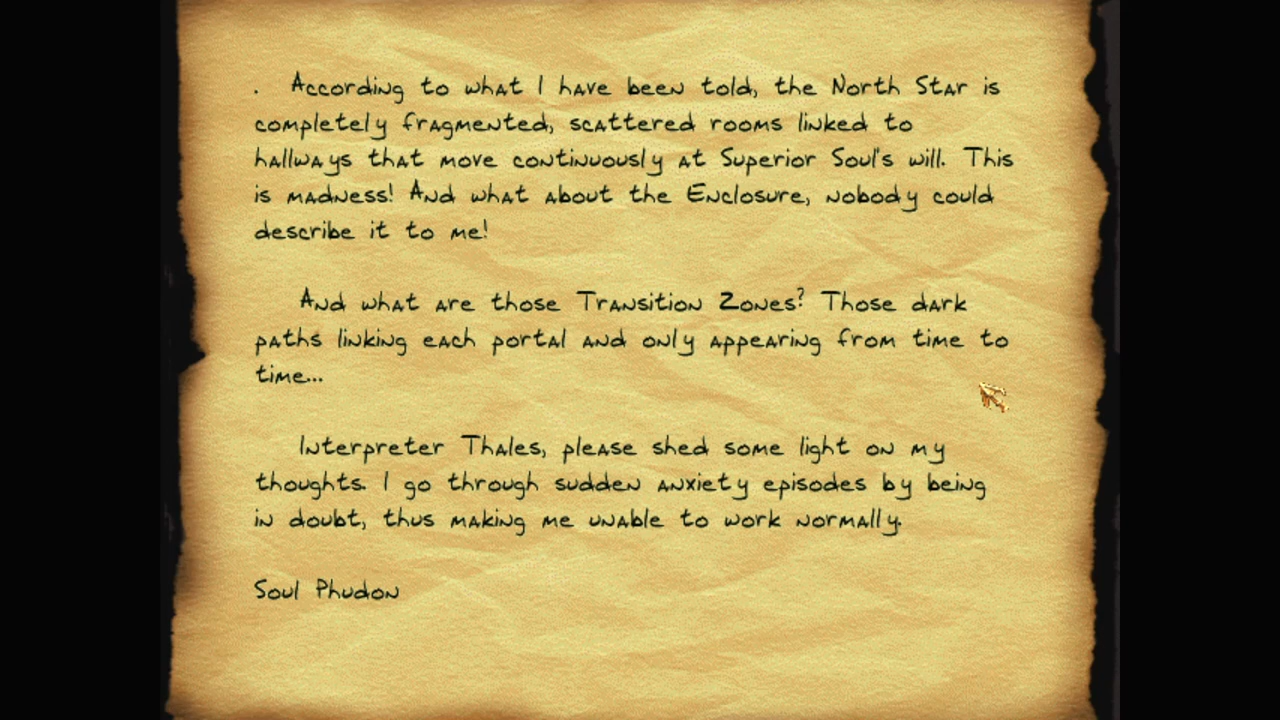 . According to what I have been told, the North Star is
completely fragmented, scattered rooms linked to
hallways that move continuously at Superior Soul's will. This
is madness! And what about the Enclosure, nobody could
describe it to me!
And what are those Transition Zones? Those dark
paths linking each portal and only appearing from time to
time...
Interpreter Thales, please shed some light on my
thoughts. I go through sudden anxiety episodes by being
in doubt, thus making me unable to work normally.
Soul Phudon